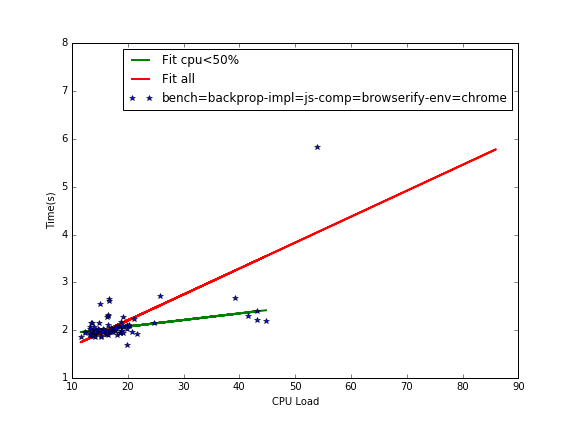 8
7
6
5
4
3
2
1
Time(s)
Fit cpu<50%
Fit all
bench=backprop-impl=js-comp=browserify-env=chrome
10 20 30 40 50 60 70 80 90
CPU Load